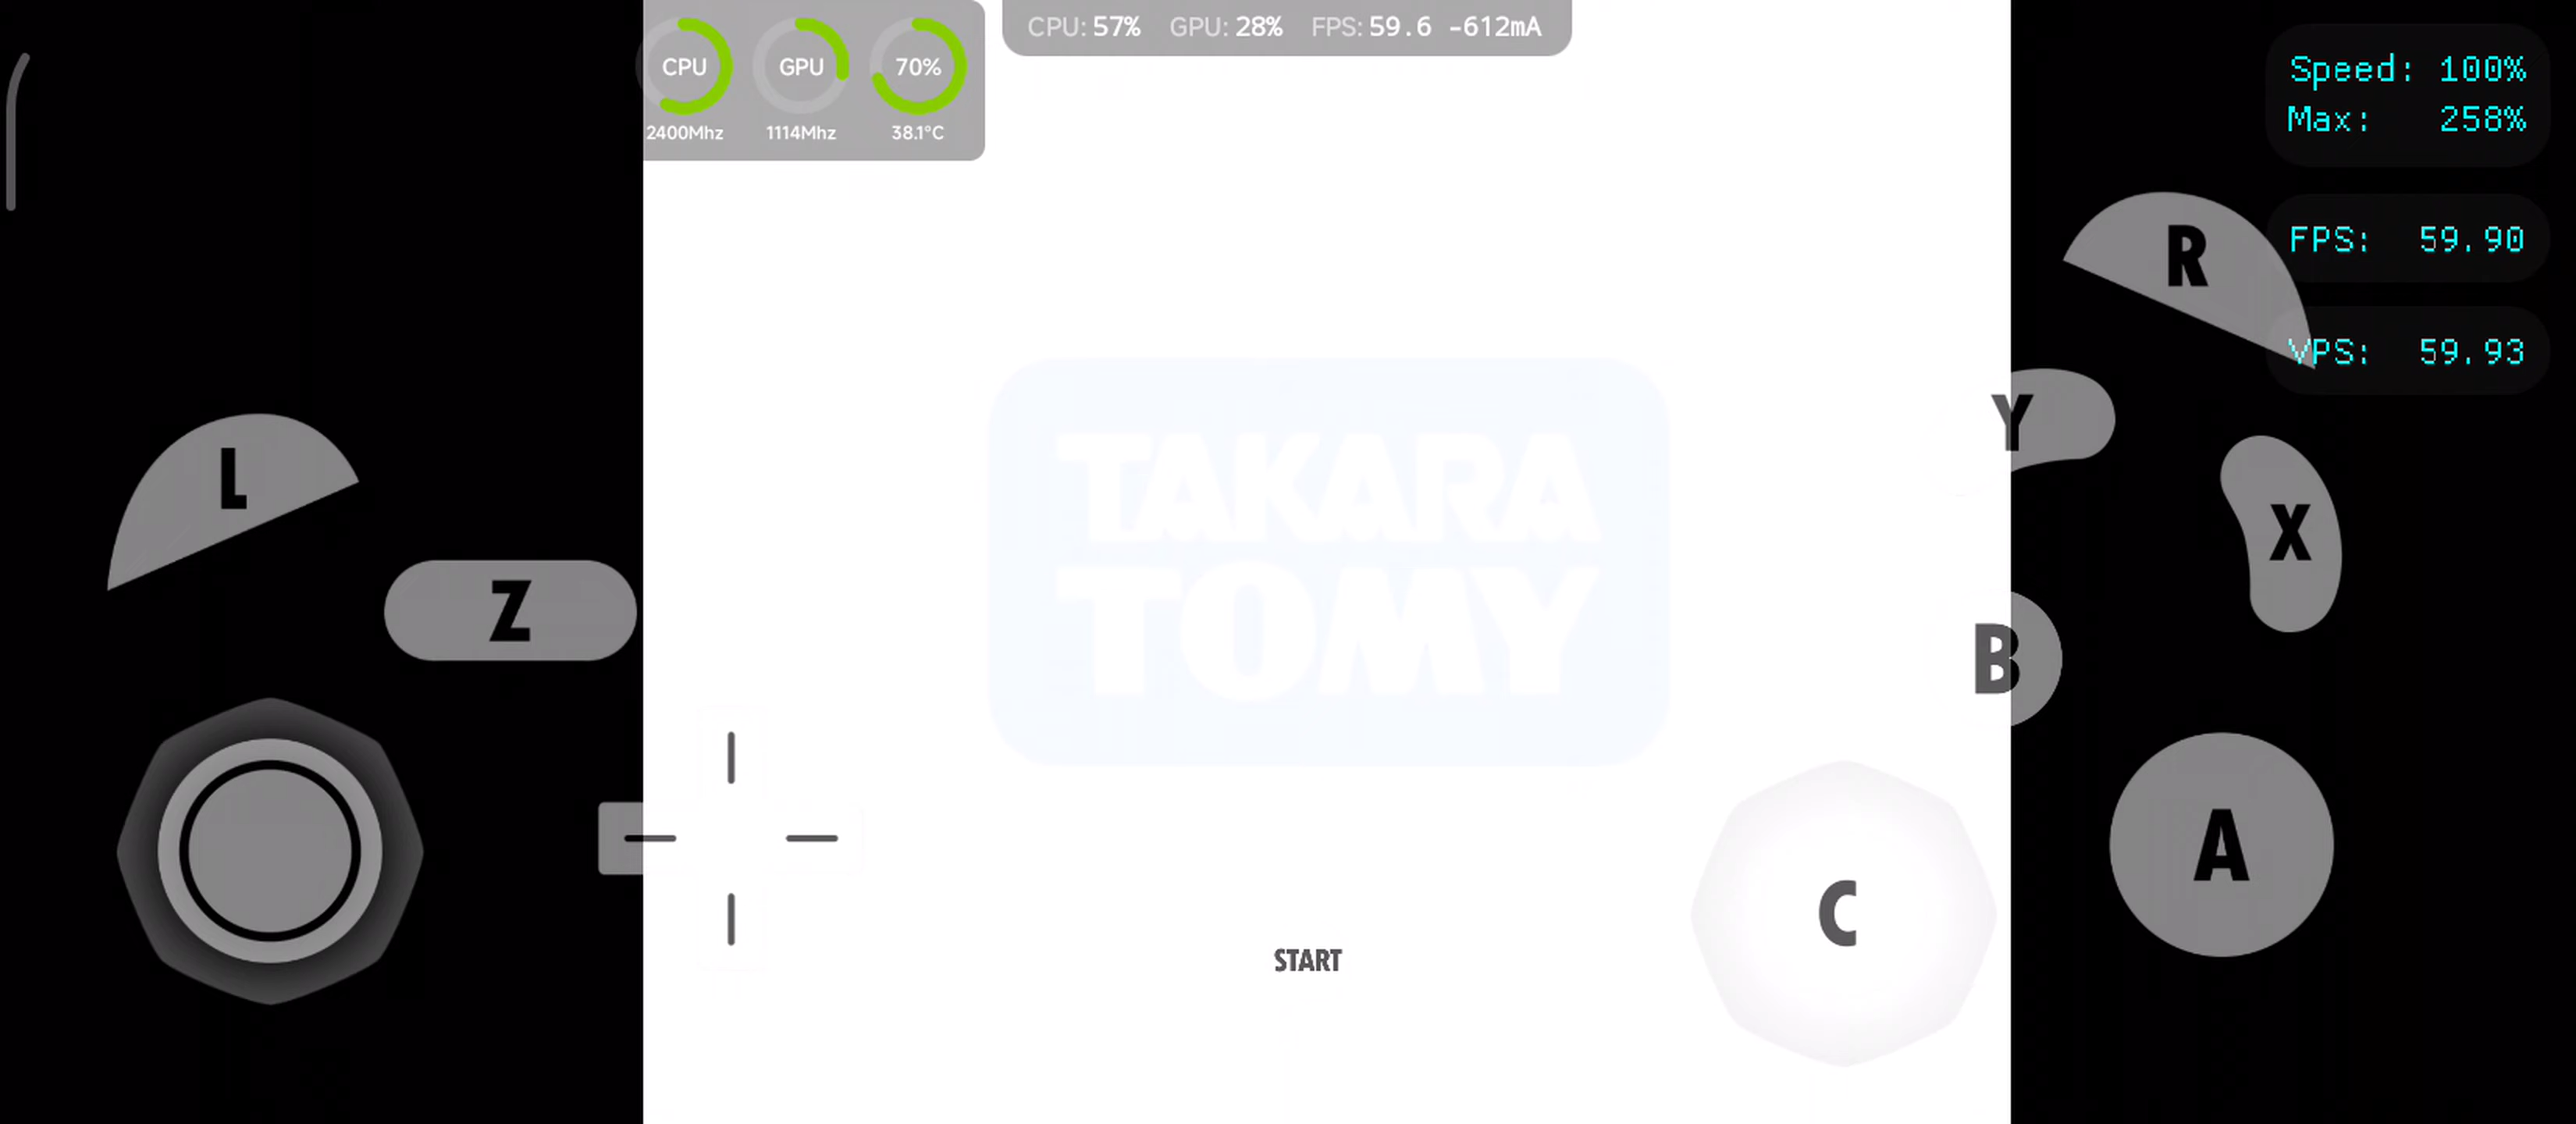 CPU GPU 70%
2400Mhz 1114Mhz 38.1°C
CPU: 57% GPU: 28% FPS: 59.6 -612mA
Speed: 100%
Max: 258%
FPS: 59.90
VPS: 59.93
R
L
Y
X
Z
B
A
C
TAKARA
TOMY
START